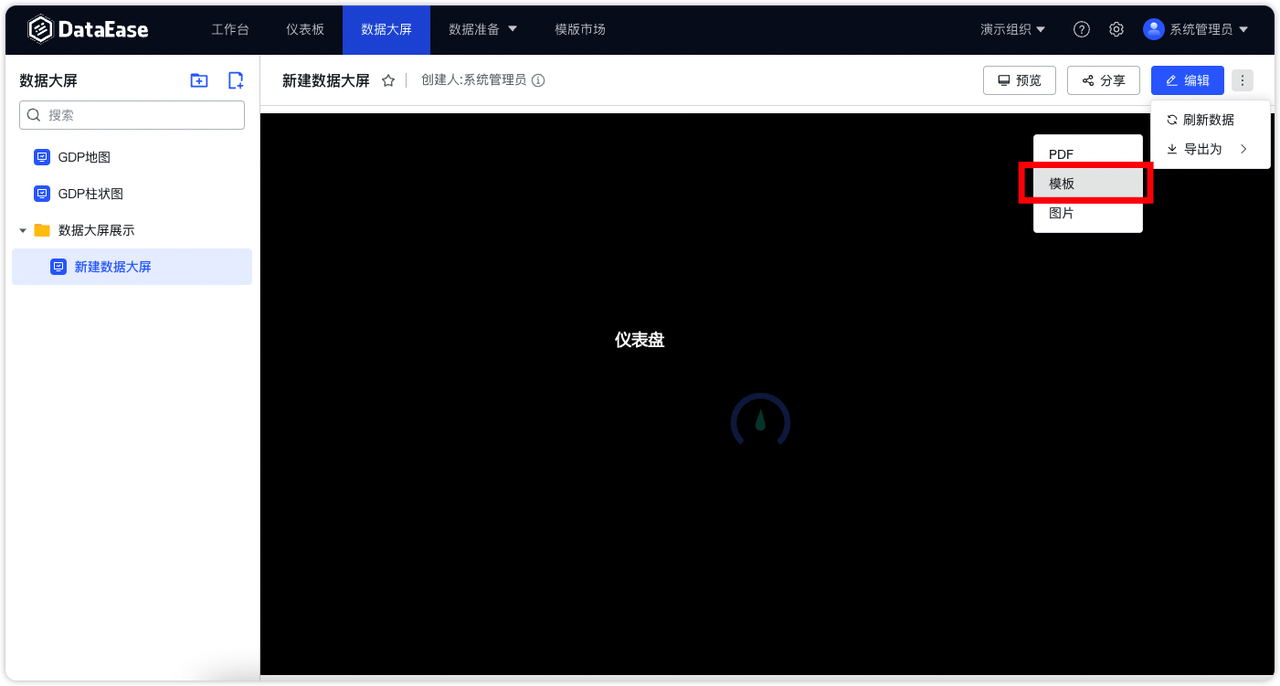 DataEase
工作台 仪表板 数据大屏 数据准备 模版市场 演示组织 系统管理员
数据大屏
新建数据大屏 创建人:系统管理员 预览 分享 编辑
搜索
刷新数据
导出为
PDF
模板
图片
GDP地图
GDP柱状图
数据大屏展示
新建数据大屏
仪表盘